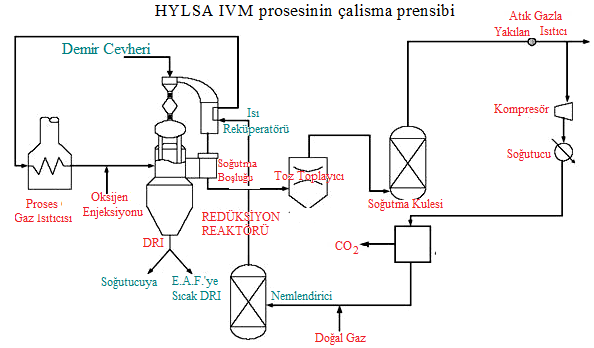 HYLSA IVM prosesinin çalisma prensibi
Atık Gazla
Yakılan Isıtıcı
Demir Cevheri
Isı
Reküperatörü
Kompresör
Soğutma
Boşluğu
Toz Toplayıcı
Soğutucu
Proses
Gaz Isıtıcısı
Oksijen
Enjeksiyonu
Soğutma Kulesi
REDÜKSİYON
REAKTÖRÜ
DRI
CO2
Soğutucuya
E.A.F.'ye
Sıcak DRI
Nemlendirici
Doğal Gaz